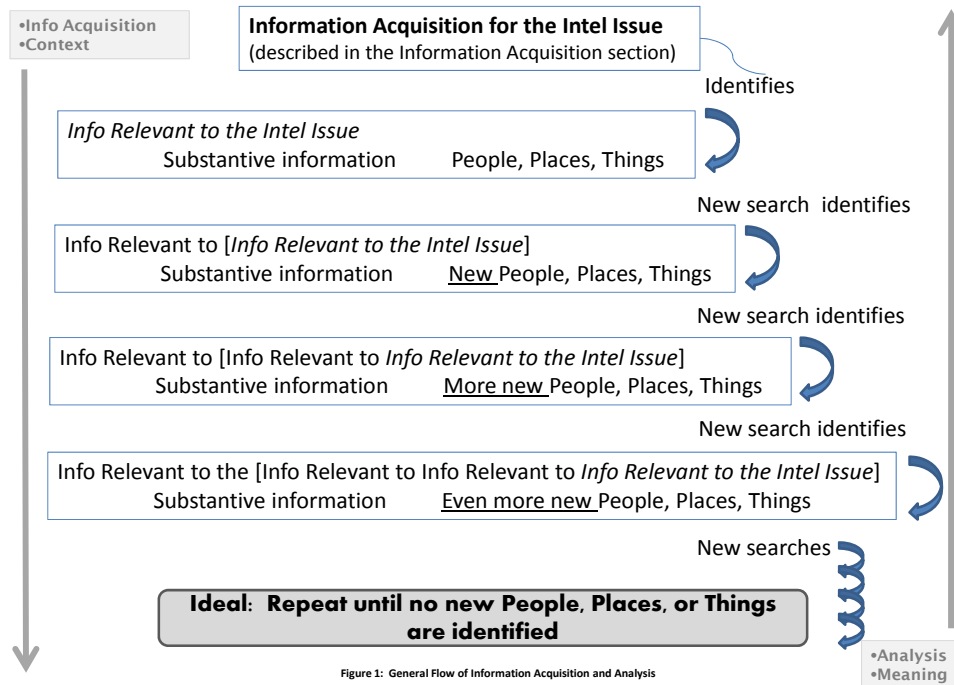 •Info Acquisition
•Context
Information Acquisition for the Intel Issue
(described in the Information Acquisition section)
Identifies
Info Relevant to the Intel Issue
Substantive information People, Places, Things
New search identifies
Info Relevant to [Info Relevant to the Intel Issue]
Substantive information New People, Places, Things
New search identifies
Info Relevant to [Info Relevant to Info Relevant to the Intel Issue]
Substantive information More new People, Places, Things
New search identifies
Info Relevant to the [Info Relevant to Info Relevant to Info Relevant to the Intel Issue]
Substantive information Even more new People, Places, Things
New searches
Ideal: Repeat until no new People, Places, or Things
are identified
•Analysis
•Meaning
Figure 1: General Flow of Information Acquisition and Analysis